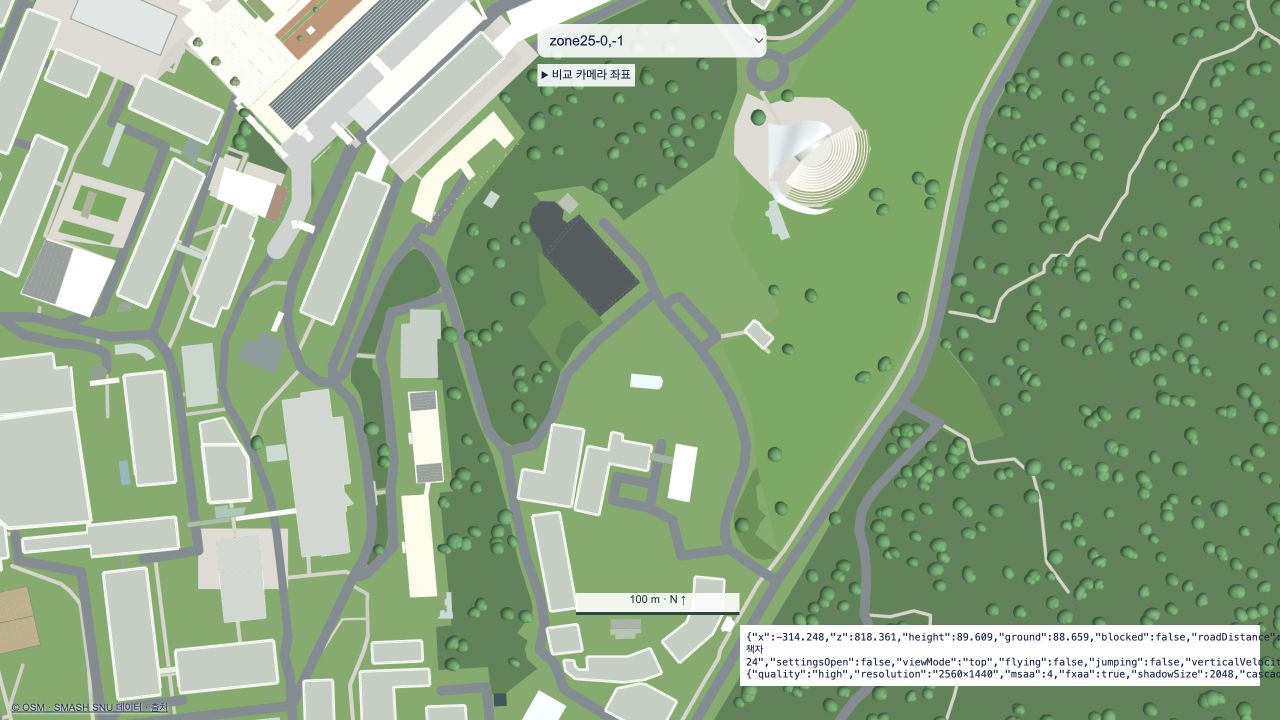 zone25-0,-1
▶ 비교 카메라 좌표
100 m · N ↑
{"x":−314.248,"z":818.361,"height":89.609,"ground":88.659,"blocked":false,"roadDistance"
책자
24","settingsOpen":false,"viewMode":"top","flying":false,"jumping":false,"verticalVeloci
{"quality":"high","resolution":"2560×1440","msaa":4,"fxaa":true,"shadowSize":2048,"casca
© OSM · SMASH SNU 데이터 · 출처